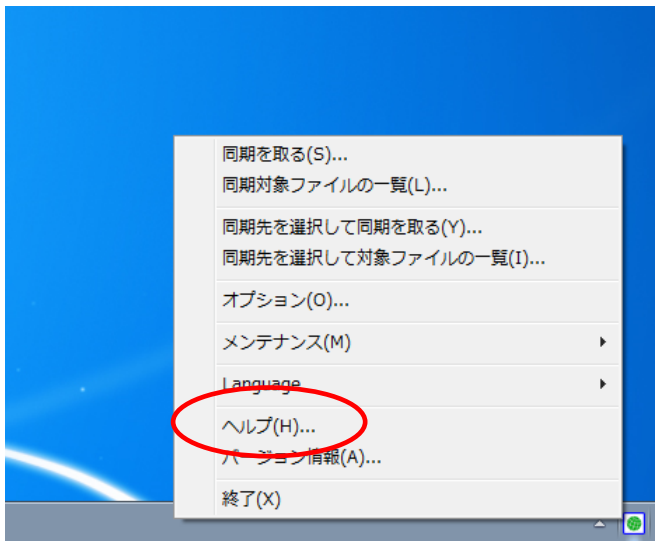 同期を取る(S)...
同期対象ファイルの一覧(L)...
同期先を選択して同期を取る(Y)...
同期先を選択して対象ファイルの一覧(I)...
オプション(O)...
メンテナンス(M)
Language
ヘルプ(H)...
バージョン情報(A)...
終了(X)